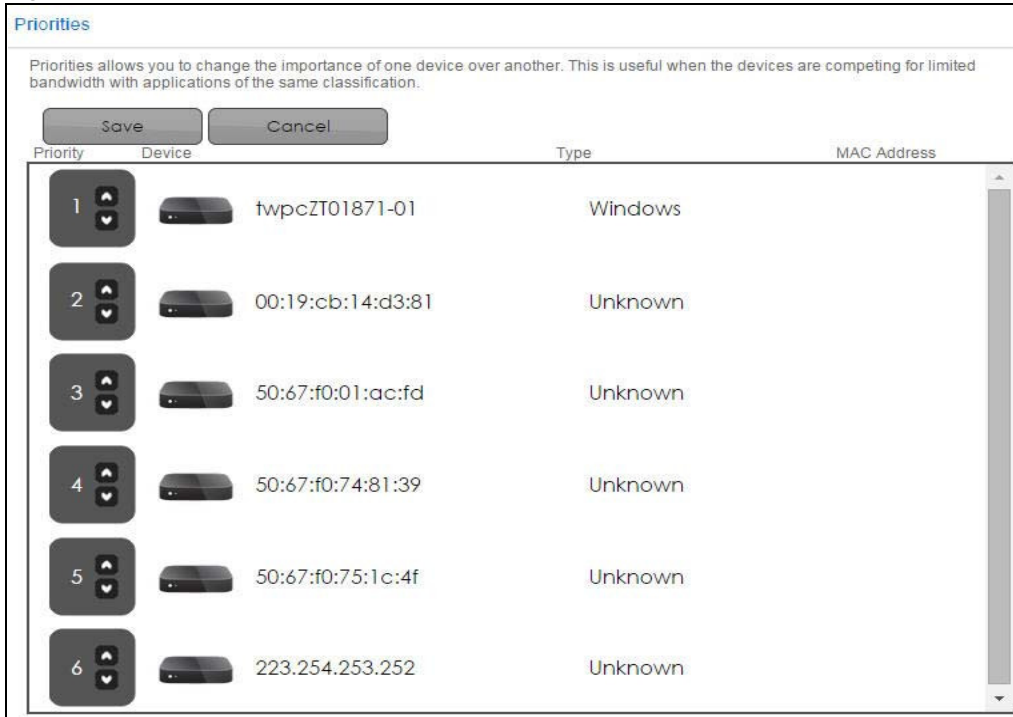 Priorities
Priorities allows you to change the importance of one device over another. This is useful when the devices are competing for limited
bandwidth with applications of the same classification.
Save Cancel
Priority Device Type MAC Address
1 twpcZT01871-01 Windows
2 00:19:cb:14:d3:81 Unknown
3 50:67:f0:01:ac:fd Unknown
4 50:67:f0:74:81:39 Unknown
5 50:67:f0:75:1c:4f Unknown
6 223.254.253.252 Unknown